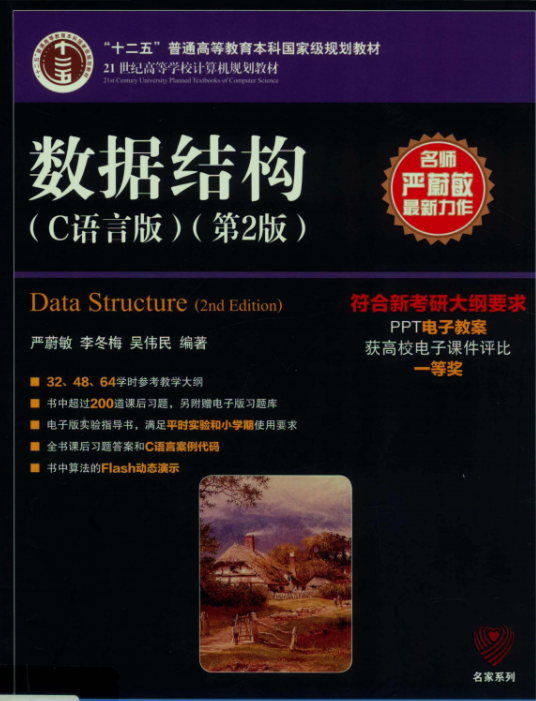 "十二五"普通高等教育本科国家级规划教材
21世纪高等学校计算机规划教材
21st Century University Planned Textbooks of Computer Science
十二五
数据结构
(C语言版)(第2版)
名师
严蔚敏
最新力作
Data Structure (2nd Edition)
严蔚敏 李冬梅 吴伟民 编著
符合新考研大纲要求
PPT电子教案
获高校电子课件评比
一等奖
■ 32、48、64学时参考教学大纲
■ 书中超过200道课后习题,另附赠电子版习题库
■ 电子版实验指导书,满足平时实验和小学期使用要求
■ 全书课后习题答案和C语言案例代码
■ 书中算法的Flash动态演示
名家系列